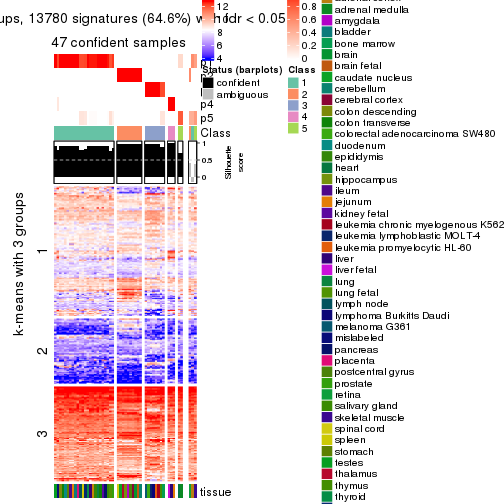 ups, 13780 signatures (64.6%) with fdr < 0.05
47 confident samples
p4
p5
Class
1
0.5
0
Silhouette
score
k-means with 3 groups
1
2
3
tissue
12
10
8
6
4
0.8
0.6
0.4
0.2
0
Status (barplots)
confident
ambiguous
Class
1
2
3
4
5
adrenal medulla
amygdala
bladder
bone marrow
brain
brain fetal
caudate nucleus
cerebellum
cerebral cortex
colon descending
colon transverse
colorectal adenocarcinoma SW480
duodenum
epididymis
heart
hippocampus
ileum
jejunum
kidney fetal
leukemia chronic myelogenous K562
leukemia lymphoblastic MOLT-4
leukemia promyelocytic HL-60
liver
liver fetal
lung
lung fetal
lymph node
lymphoma Burkitts Daudi
melanoma G361
mislabeled
pancreas
placenta
postcentral gyrus
prostate
retina
salivary gland
skeletal muscle
spinal cord
spleen
stomach
testes
thalamus
thymus
thyroid